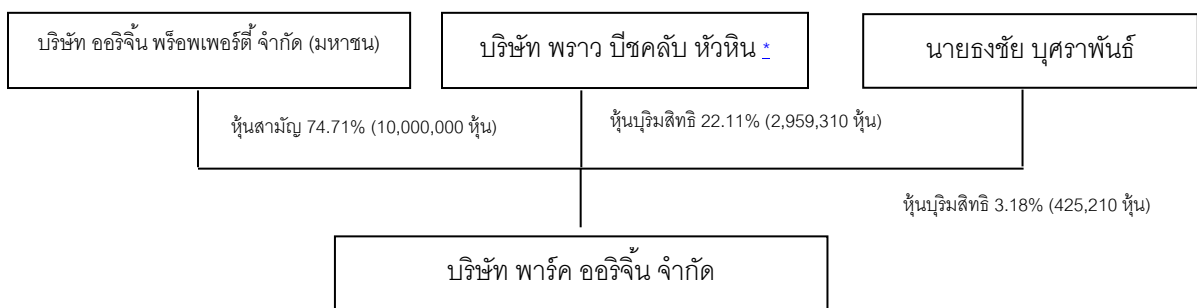 บริษัท ออริจิ้น พร็อพเพอร์ตี้ จำกัด (มหาชน)
บริษัท พราว บีชคลับ หัวหิน *
นายธงชัย บุศราพันธ์
หุ้นสามัญ 74.71% (10,000,000 หุ้น)
หุ้นบุริมสิทธิ 22.11% (2,959,310 หุ้น)
หุ้นบุริมสิทธิ 3.18% (425,210 หุ้น)
บริษัท พาร์ค ออริจิ้น จำกัด